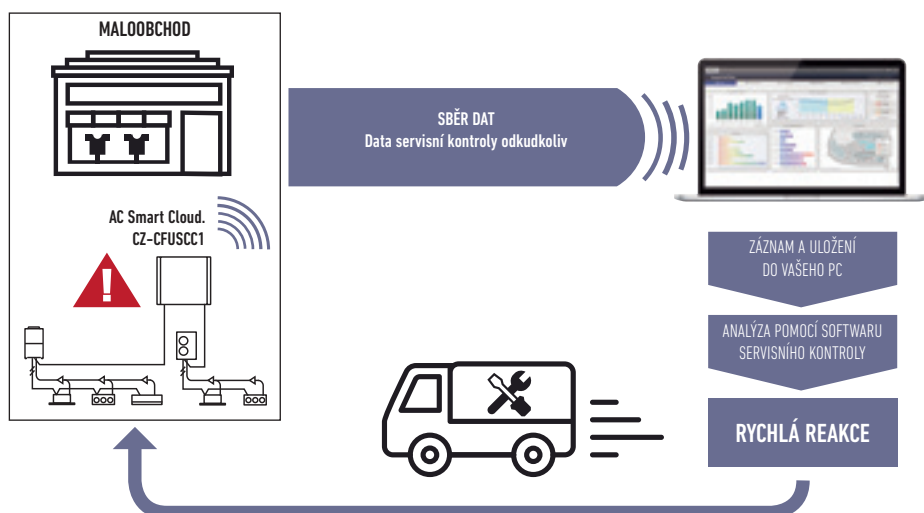 MALOOBCHOD
AC Smart Cloud.
CZ-CFUSCC1
SBĚR DAT
Data servisní kontroly odkudkoliv
ZÁZNAM A ULOŽENÍ
DO VAŠEHO PC
ANALÝZA POMOCÍ SOFTWARU
SERVISNÍHO KONTROLY
RYCHLÁ REAKCE